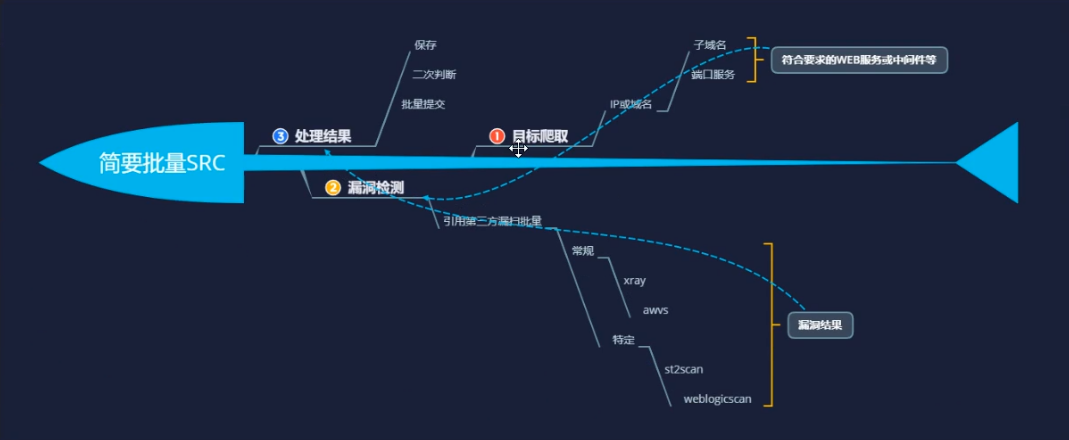 简要批量SRC
1 目标爬取
IP或域名
子域名
端口服务
符合要求的WEB服务或中间件等
2 漏洞检测
引用第三方漏扫批量
常规
xray
awvs
特定
st2scan
weblogicscan
漏洞结果
3 处理结果
保存
二次判断
批量提交